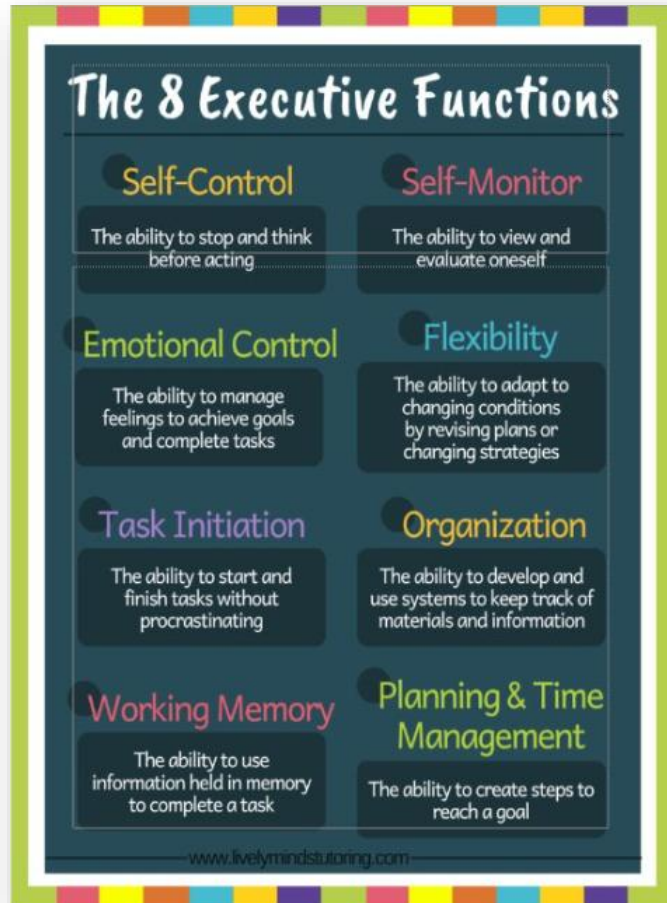 The 8 Executive Functions
Self-Control
The ability to stop and think
before acting
Self-Monitor
The ability to view and
evaluate oneself
Emotional Control
The ability to manage
feelings to achieve goals
and complete tasks
Flexibility
The ability to adapt to
changing conditions
by revising plans or
changing strategies
Task Initiation
The ability to start and
finish tasks without
procrastinating
Organization
The ability to develop and
use systems to keep track of
materials and information
Working Memory
The ability to use
information held in memory
to complete a task
Planning & Time
Management
The ability to create steps to
reach a goal
www.livelymindstutoring.com